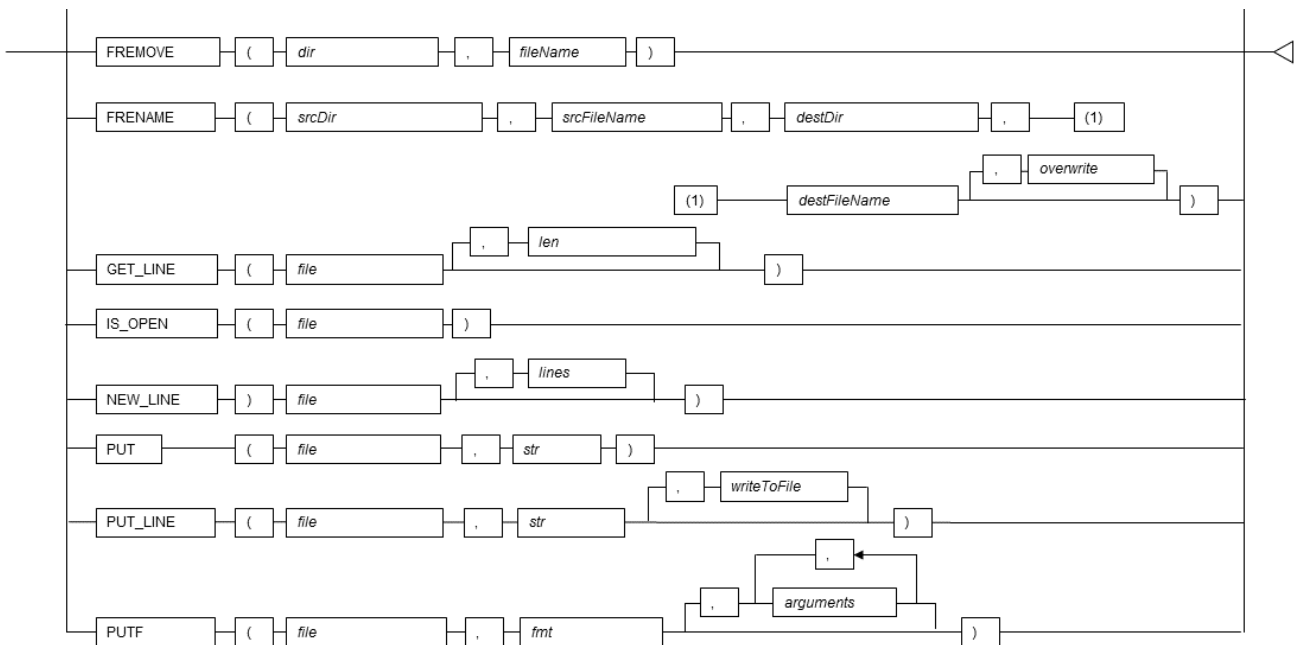 FREMOVE ( dir , fileName )
FRENAME ( srcDir , srcFileName , destDir , (1)
, overwrite
(1) destFileName )
, len
GET_LINE ( file )
IS_OPEN ( file )
, lines
NEW_LINE ) file )
PUT ( file , str )
, writeToFile
PUT_LINE ( file , str )
,
, arguments
PUTF ( file , fmt )